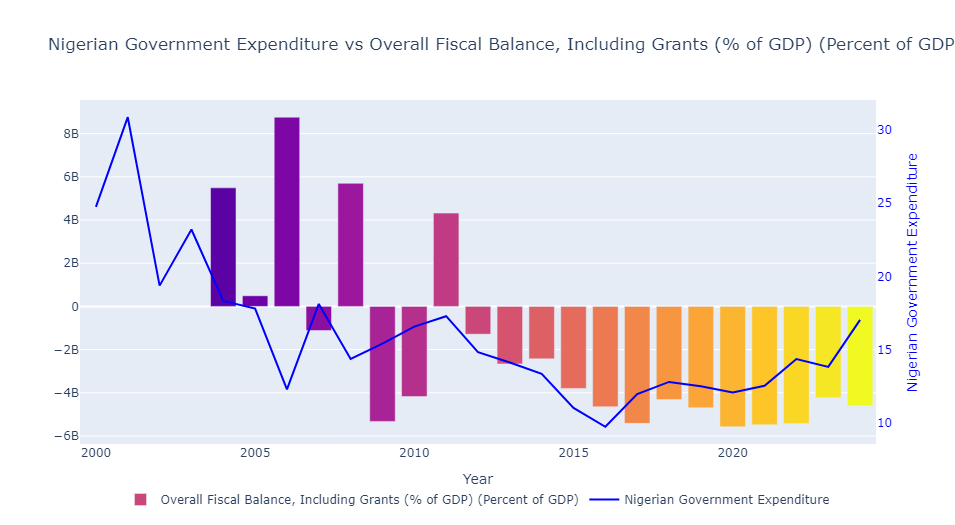 Nigerian Government Expenditure vs Overall Fiscal Balance, Including Grants (% of GDP) (Percent of GDP
8B
6B
4B
2B
0
−2B
−4B
−6B
30
25
20
15
10
Nigerian Government Expenditure
2000 2005 2010 2015 2020
Year
Overall Fiscal Balance, Including Grants (% of GDP) (Percent of GDP) Nigerian Government Expenditure